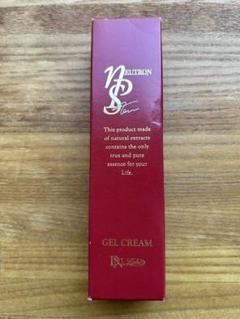 NEUTRON
PS
This product made
of natural extracts
contains the only
true and pure
essence for your
Life.
GEL CREAM